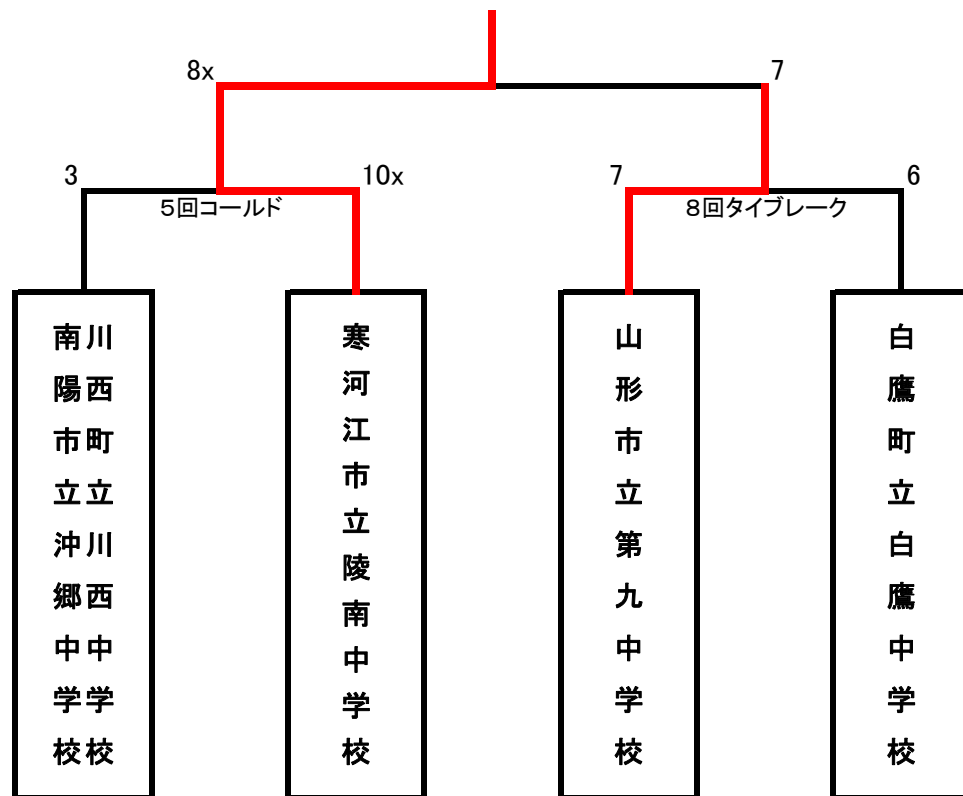 8x
7
3
10x
7
6
5回コールド
8回タイブレーク
川西町立川西中学校
南陽市立沖郷中学校
寒河江市立陵南中学校
山形市立第九中学校
白鷹町立白鷹中学校